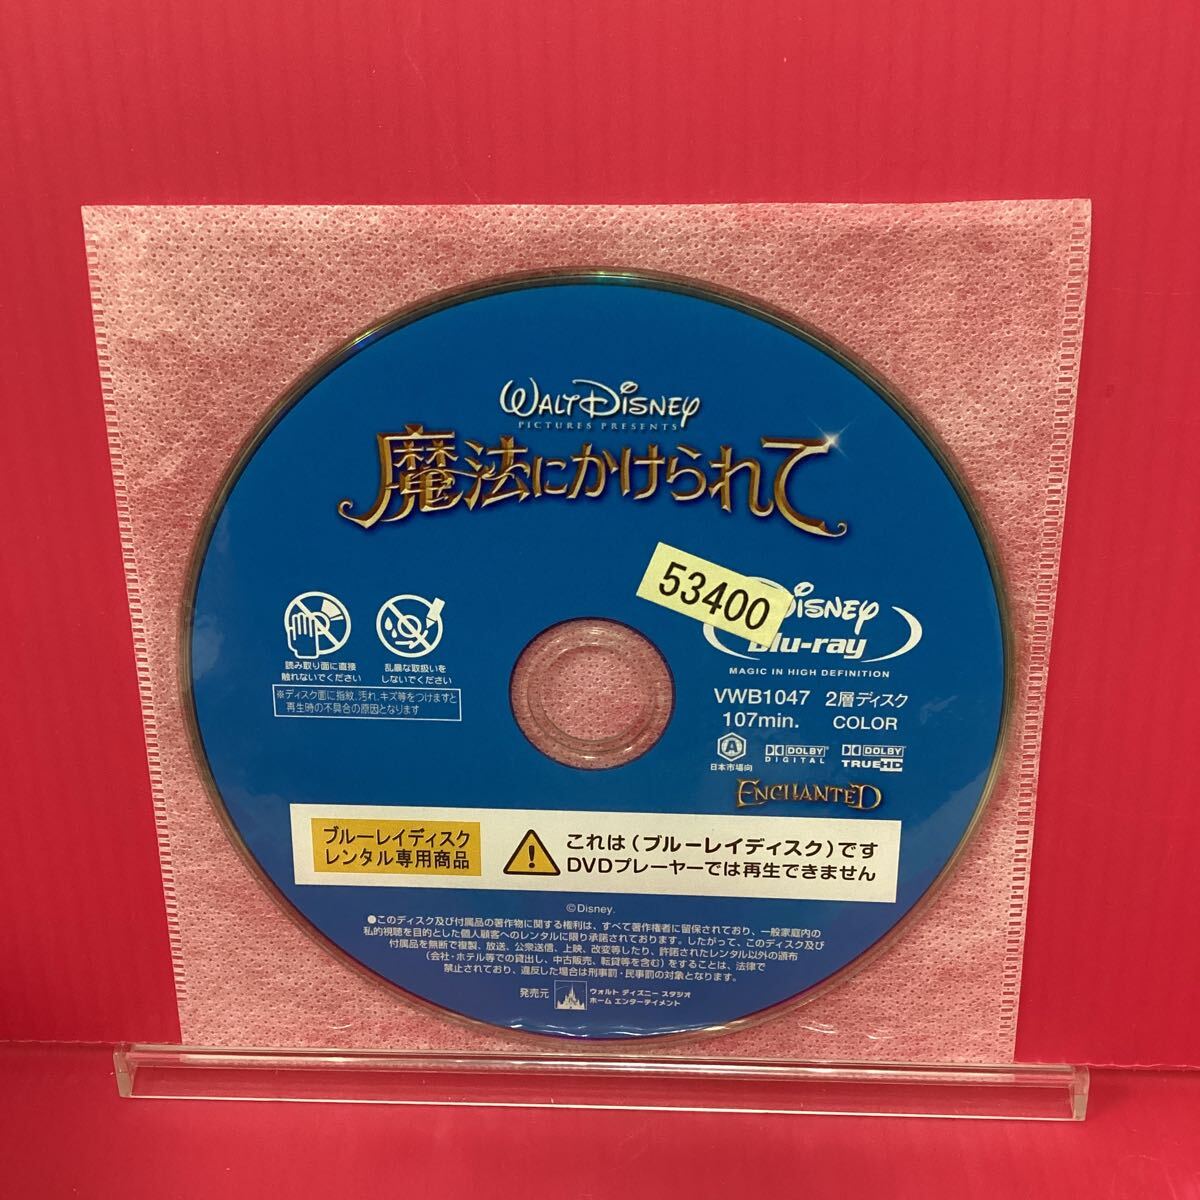 WALT DISNEY
PICTURES PRESENTS
魔法にかけられて
53400
DISNEY
Blu-ray
MAGIC IN HIGH DEFINITION
読み取り面に直接
触れないでください
乱暴な取扱いを
しないでください
※ディスク面に指紋、汚れ、キズ等をつけますと
再生時の不具合の原因となります
VWB1047 2層ディスク
107min. COLOR
A
日本市場向
DOLBY
DIGITAL
DOLBY
TRUEHD
ENCHANTED
ブルーレイディスク
レンタル専用商品
これは(ブルーレイディスク)です
DVDプレーヤーでは再生できません
©Disney.
●このディスク及び付属品の著作物に関する権利は、すべて著作権者に留保されており、一般家庭内の
私的視聴を目的とした個人顧客へのレンタルに限り承諾されております。したがって、このディスク及び
付属品を無断で複製、放送、公衆送信、上映、改変等したり、許諾されたレンタル以外の頒布
(会社・ホテル等での貸出し、中古販売、転貸等を含む)をすることは、法律で
禁止されており、違反した場合は刑事罰・民事罰の対象となります。
発売元
ウォルト ディズニー スタジオ
ホーム エンターテイメント